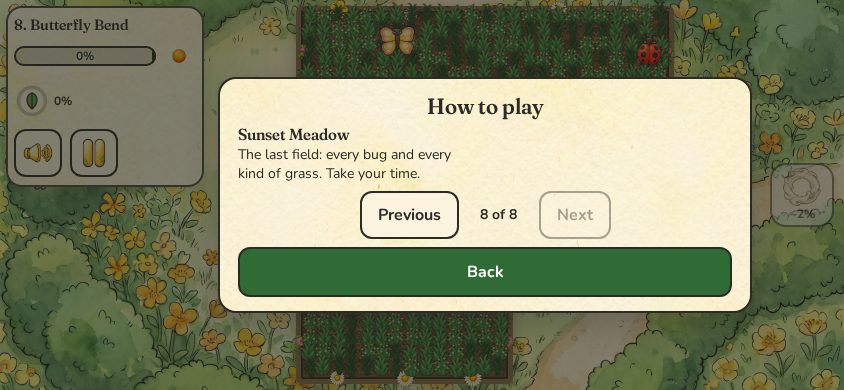 8. Butterfly Bend
0%
0%
How to play
Sunset Meadow
The last field: every bug and every
kind of grass. Take your time.
Previous
8 of 8
Next
Back
-2%